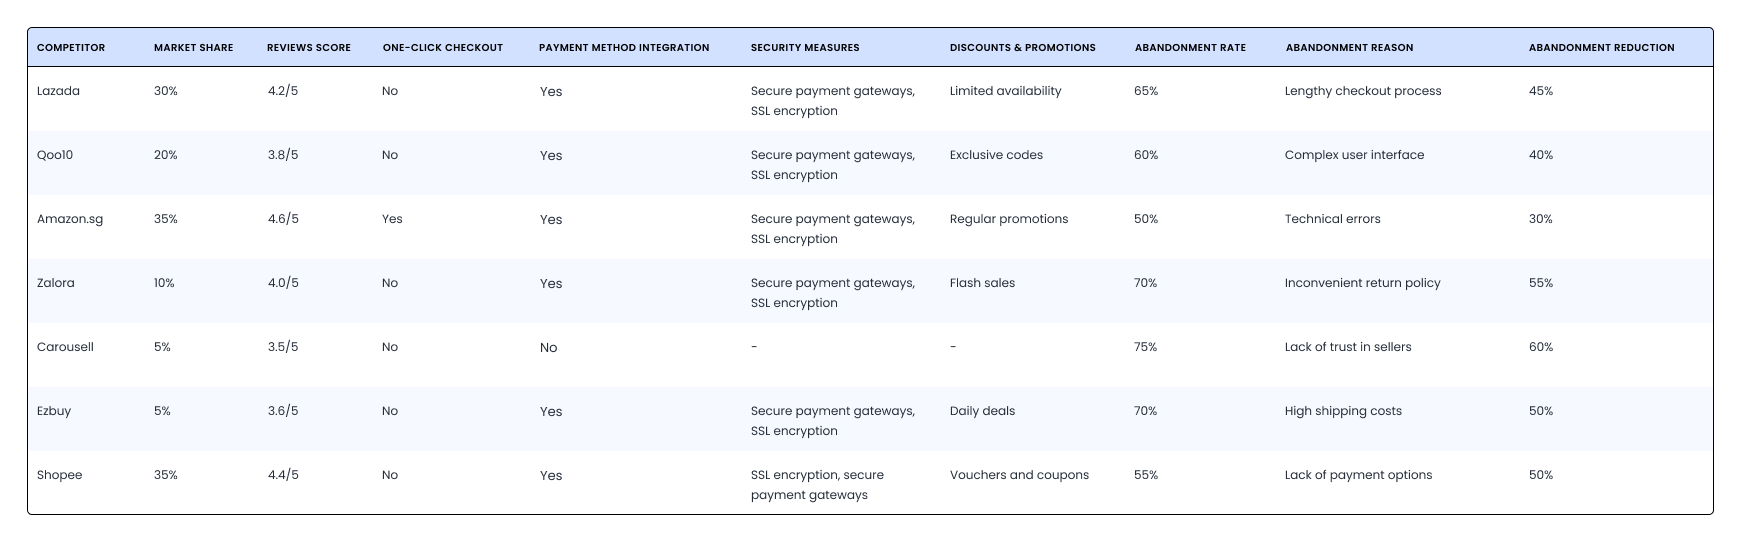 COMPETITOR MARKET SHARE REVIEWS SCORE ONE-CLICK CHECKOUT PAYMENT METHOD INTEGRATION SECURITY MEASURES DISCOUNTS & PROMOTIONS ABANDONMENT RATE ABANDONMENT REASON ABANDONMENT REDUCTION
Lazada 30% 4.2/5 No Yes Secure payment gateways, Limited availability 65% Lengthy checkout process 45%
SSL encryption
Qoo10 20% 3.8/5 No Yes Secure payment gateways, Exclusive codes 60% Complex user interface 40%
SSL encryption
Amazon.sg 35% 4.6/5 Yes Yes Secure payment gateways, Regular promotions 50% Technical errors 30%
SSL encryption
Zalora 10% 4.0/5 No Yes Secure payment gateways, Flash sales 70% Inconvenient return policy 55%
SSL encryption
Carousell 5% 3.5/5 No No - - 75% Lack of trust in sellers 60%
Ezbuy 5% 3.6/5 No Yes Secure payment gateways, Daily deals 70% High shipping costs 50%
SSL encryption
Shopee 35% 4.4/5 No Yes SSL encryption, secure Vouchers and coupons 55% Lack of payment options 50%
payment gateways